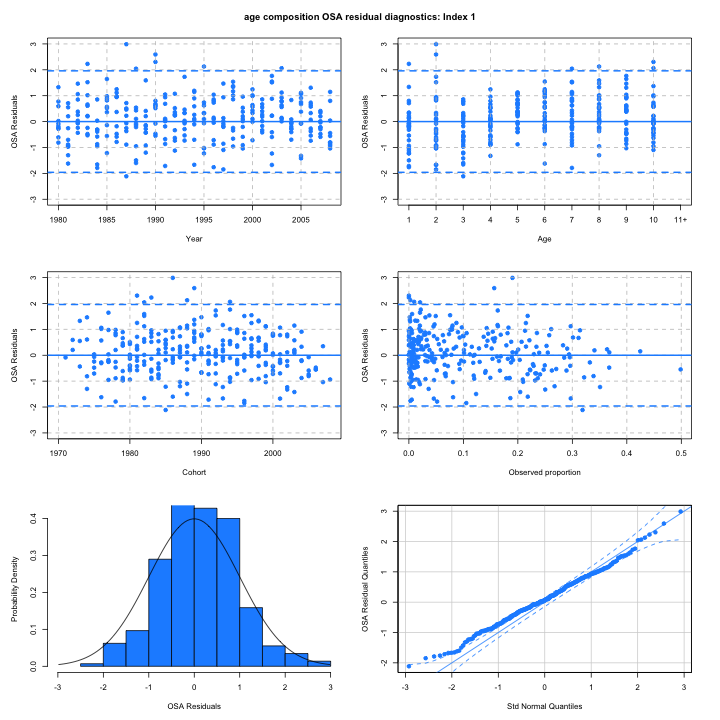 age composition OSA residual diagnostics: Index 1
OSA Residuals
3
2
1
0
-1
-2
-3
1980 1985 1990 1995 2000 2005
Year
OSA Residuals
3
2
1
0
-1
-2
-3
1 2 3 4 5 6 7 8 9 10 11+
Age
OSA Residuals
3
2
1
0
-1
-2
-3
1970 1980 1990 2000
Cohort
OSA Residuals
3
2
1
0
-1
-2
-3
0.0 0.1 0.2 0.3 0.4 0.5
Observed proportion
Probability Density
0.4
0.3
0.2
0.1
0.0
-3 -2 -1 0 1 2 3
OSA Residuals
OSA Residual Quantiles
3
2
1
0
-1
-2
-3 -2 -1 0 1 2 3
Std Normal Quantiles